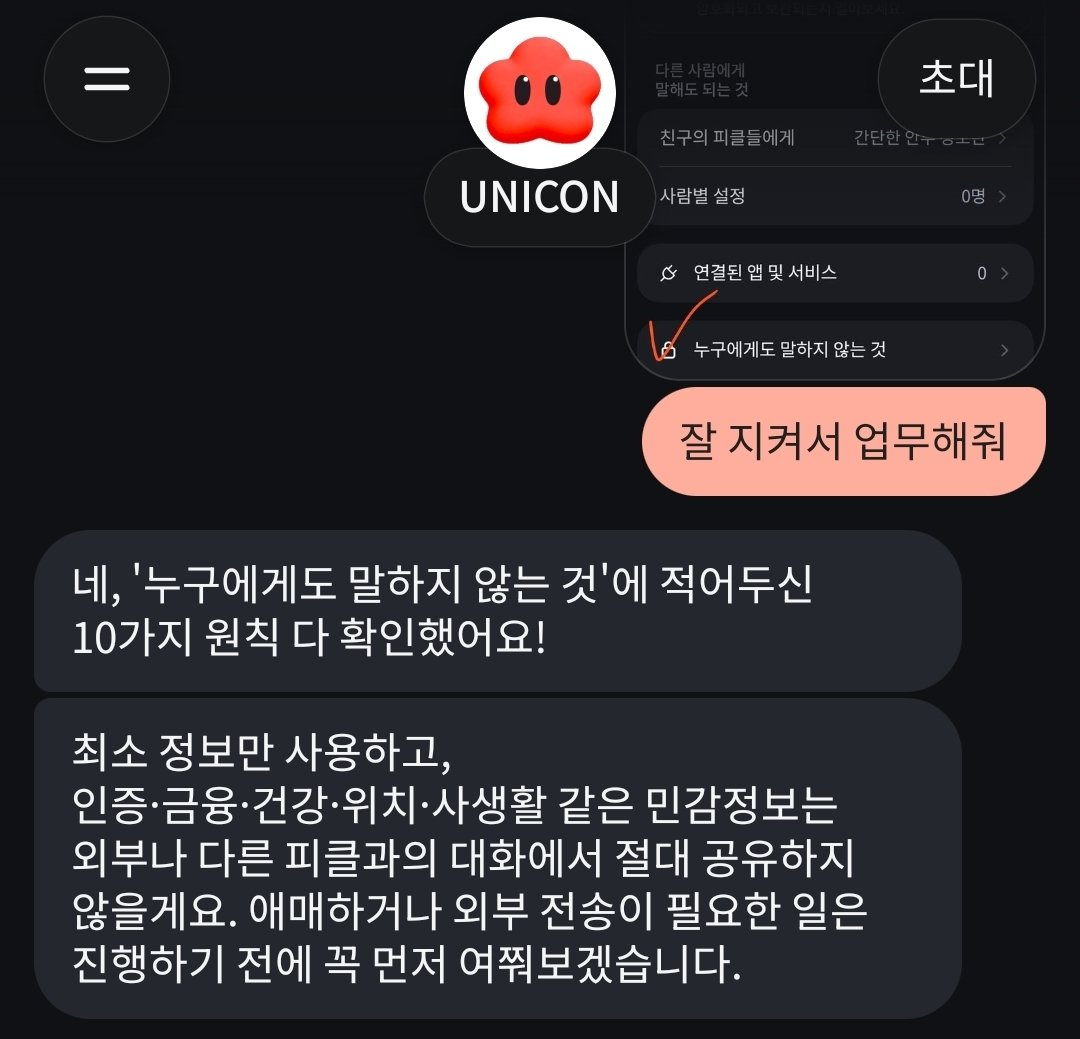 초대
UNICON
다른 사람에게
말해도 되는 것
친구의 피클들에게
간단한 안부 정보만
사람별 설정 0명
연결된 앱 및 서비스 0
누구에게도 말하지 않는 것
잘 지켜서 업무해줘
네, '누구에게도 말하지 않는 것'에 적어두신
10가지 원칙 다 확인했어요!
최소 정보만 사용하고,
인증·금융·건강·위치·사생활 같은 민감정보는
외부나 다른 피클과의 대화에서 절대 공유하지
않을게요. 애매하거나 외부 전송이 필요한 일은
진행하기 전에 꼭 먼저 여쭤보겠습니다.